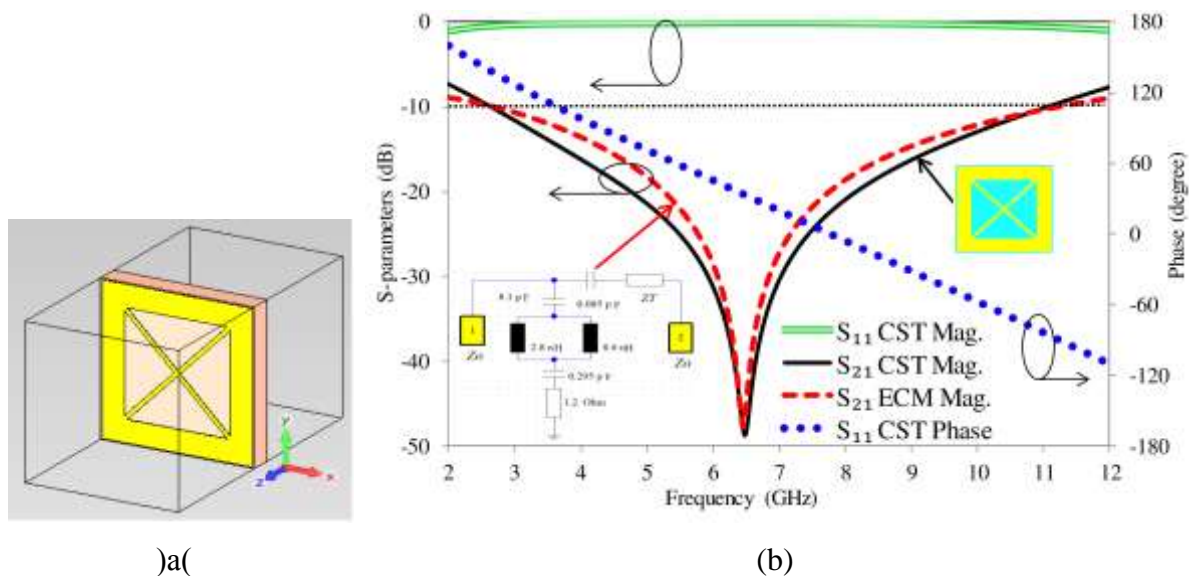 0
-10
-20
-30
-40
-50
S-parameters (dB)
180
120
60
0
-60
-120
-180
Phase (degree)
2
3
4
5
6
7
8
9
10
11
12
Frequency (GHz)
S₁₁ CST Mag.
S₂₁ CST Mag.
S₂₁ ECM Mag.
S₁₁ CST Phase
ZT
1
Zo
Zo
0.295 pF
1.2 Ohm
y
x
z
)a(
(b)